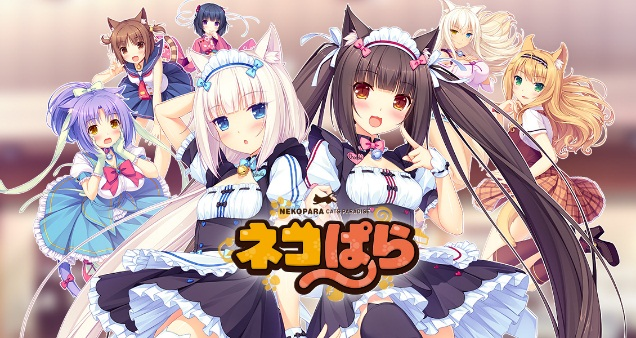 NEKOPARA CATS PARADISE
ネコぱら